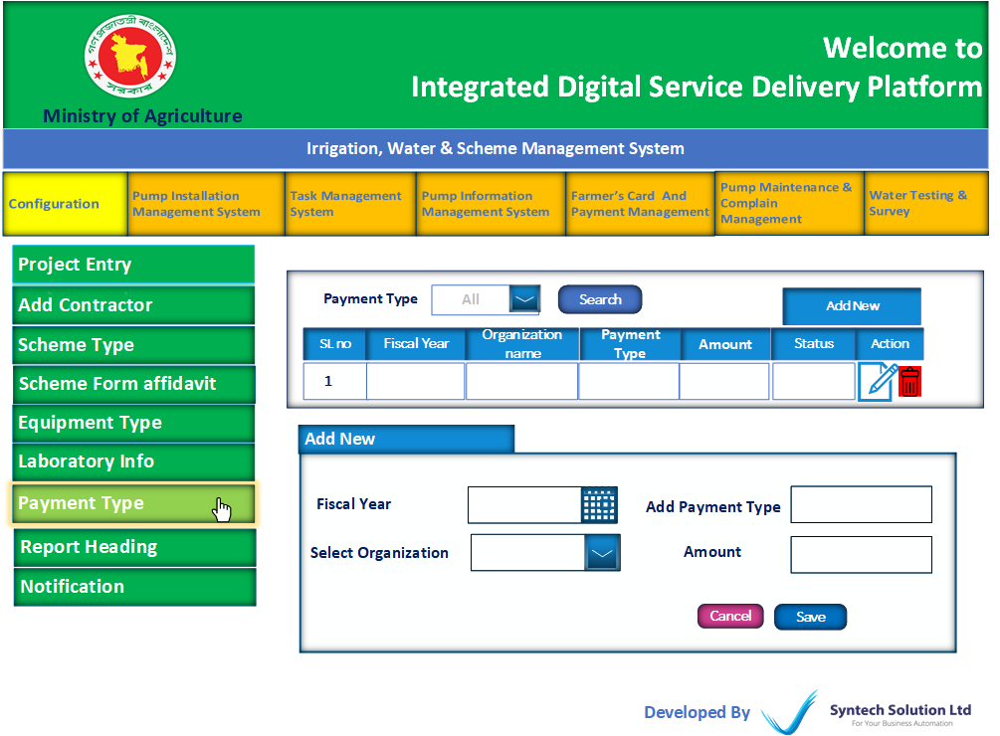 গণপ্রজাতন্ত্রী বাংলাদেশ
সরকার
Ministry of Agriculture
Welcome to
Integrated Digital Service Delivery Platform
Irrigation, Water & Scheme Management System
Configuration
Pump Installation
Management System
Task Management
System
Pump Information
Management System
Farmer's Card And
Payment Management
Pump Maintenance &
Complain
Management
Water Testing &
Survey
Project Entry
Add Contractor
Scheme Type
Scheme Form affidavit
Equipment Type
Laboratory Info
Payment Type
Report Heading
Notification
Payment Type All Search
Add New
SL no Fiscal Year Organization name Payment Type Amount Status Action
1
Add New
Fiscal Year Add Payment Type
Select Organization Amount
Cancel Save
Developed By Syntech Solution Ltd
For Your Business Automation